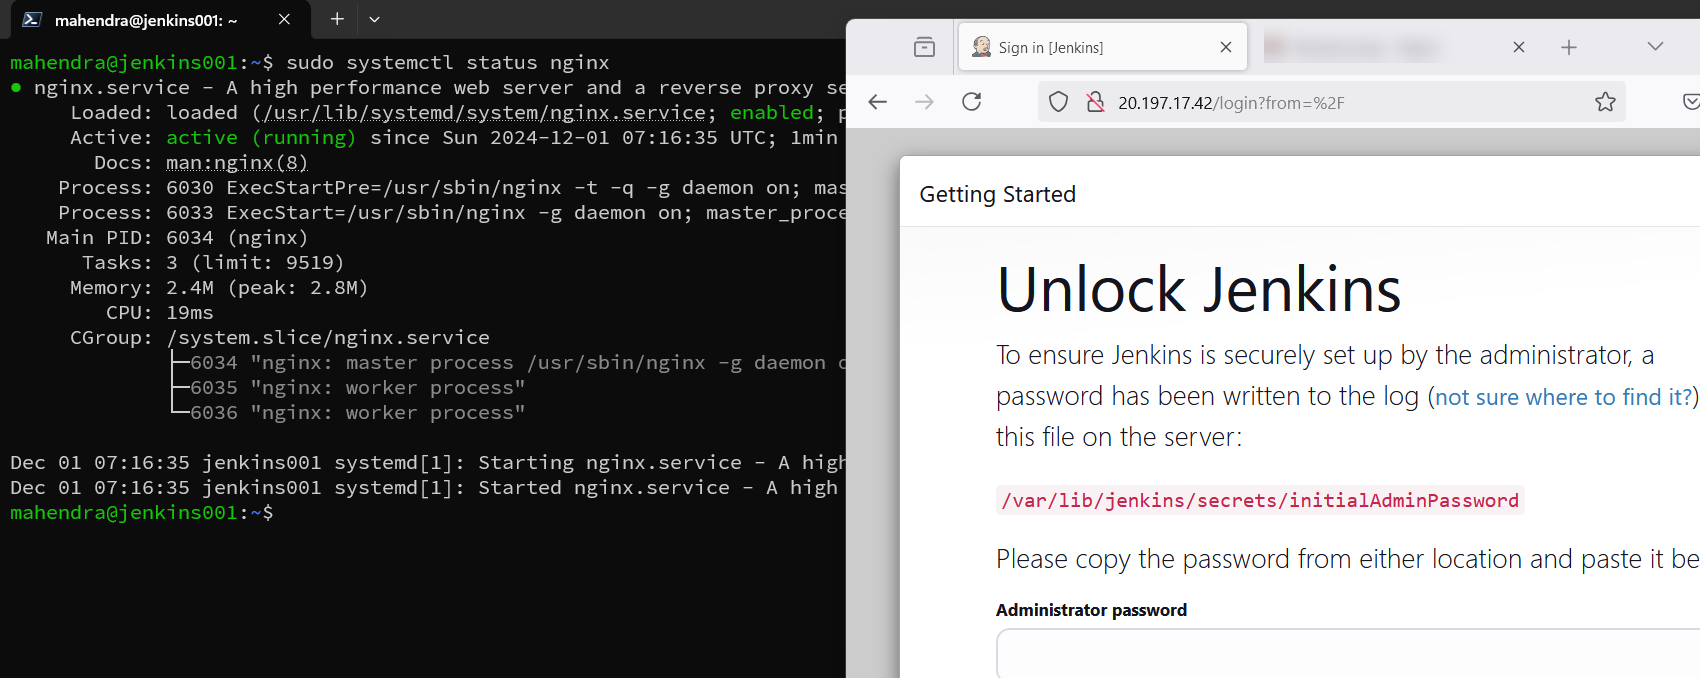 mahendra@jenkins001: ~
mahendra@jenkins001:~$ sudo systemctl status nginx
● nginx.service - A high performance web server and a reverse proxy se
Loaded: loaded (/usr/lib/systemd/system/nginx.service; enabled; p
Active: active (running) since Sun 2024-12-01 07:16:35 UTC; 1min
Docs: man:nginx(8)
Process: 6030 ExecStartPre=/usr/sbin/nginx -t -q -g daemon on; mas
Process: 6033 ExecStart=/usr/sbin/nginx -g daemon on; master_proce
Main PID: 6034 (nginx)
Tasks: 3 (limit: 9519)
Memory: 2.4M (peak: 2.8M)
CPU: 19ms
CGroup: /system.slice/nginx.service
├─6034 "nginx: master process /usr/sbin/nginx -g daemon o
├─6035 "nginx: worker process"
└─6036 "nginx: worker process"
Dec 01 07:16:35 jenkins001 systemd[1]: Starting nginx.service - A high
Dec 01 07:16:35 jenkins001 systemd[1]: Started nginx.service - A high
mahendra@jenkins001:~$
Sign in [Jenkins]
20.197.17.42/login?from=%2F
Getting Started
Unlock Jenkins
To ensure Jenkins is securely set up by the administrator, a
password has been written to the log (not sure where to find it?)
this file on the server:
/var/lib/jenkins/secrets/initialAdminPassword
Please copy the password from either location and paste it be
Administrator password